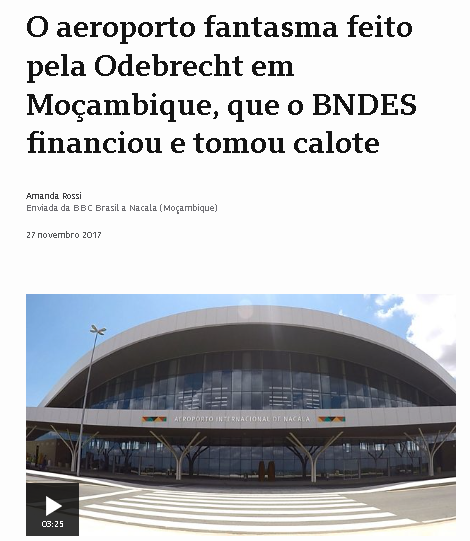 O aeroporto fantasma feito
pela Odebrecht em
Moçambique, que o BNDES
financiou e tomou calote
Amanda Rossi
Enviada da BBC Brasil a Nacala (Moçambique)
27 novembro 2017
AEROPORTO INTERNACIONAL DE NACALA
03:25